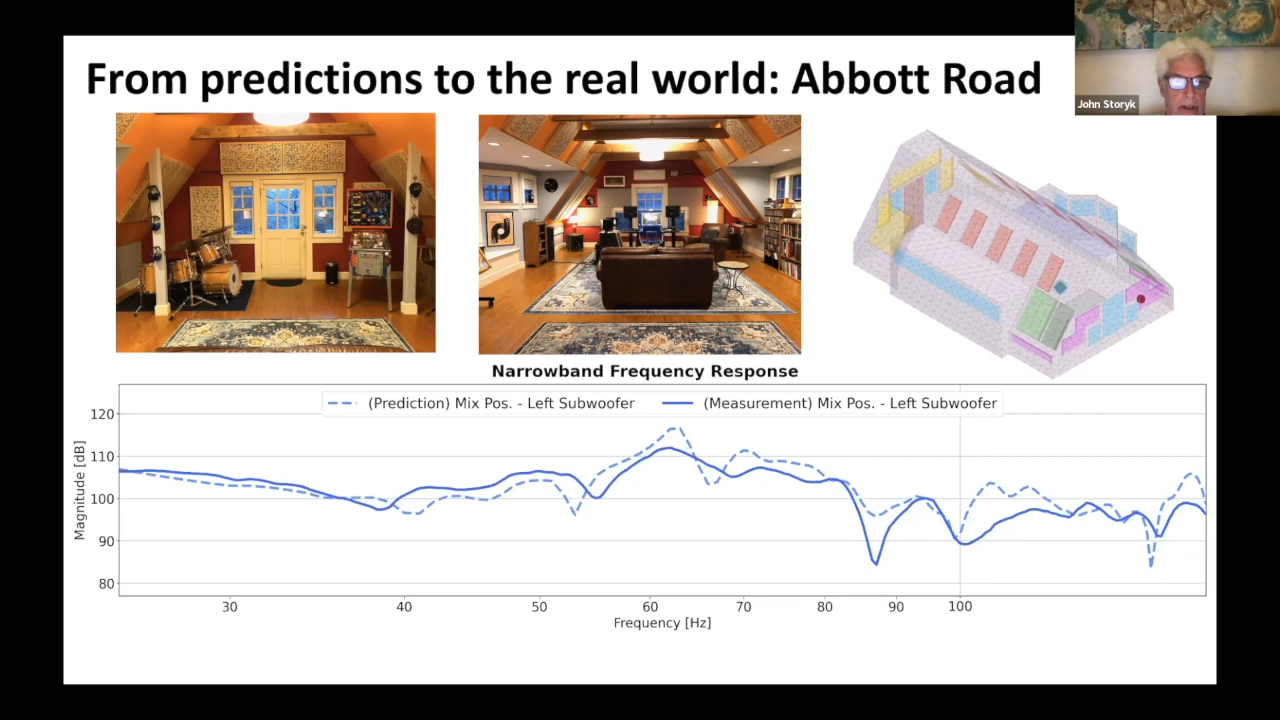 From predictions to the real world: Abbott Road
John Storyk
Narrowband Frequency Response
(Prediction) Mix Pos. - Left Subwoofer
(Measurement) Mix Pos. - Left Subwoofer
Magnitude [dB]
120
110
100
90
80
30
40
50
60
70
80
90
100
Frequency [Hz]